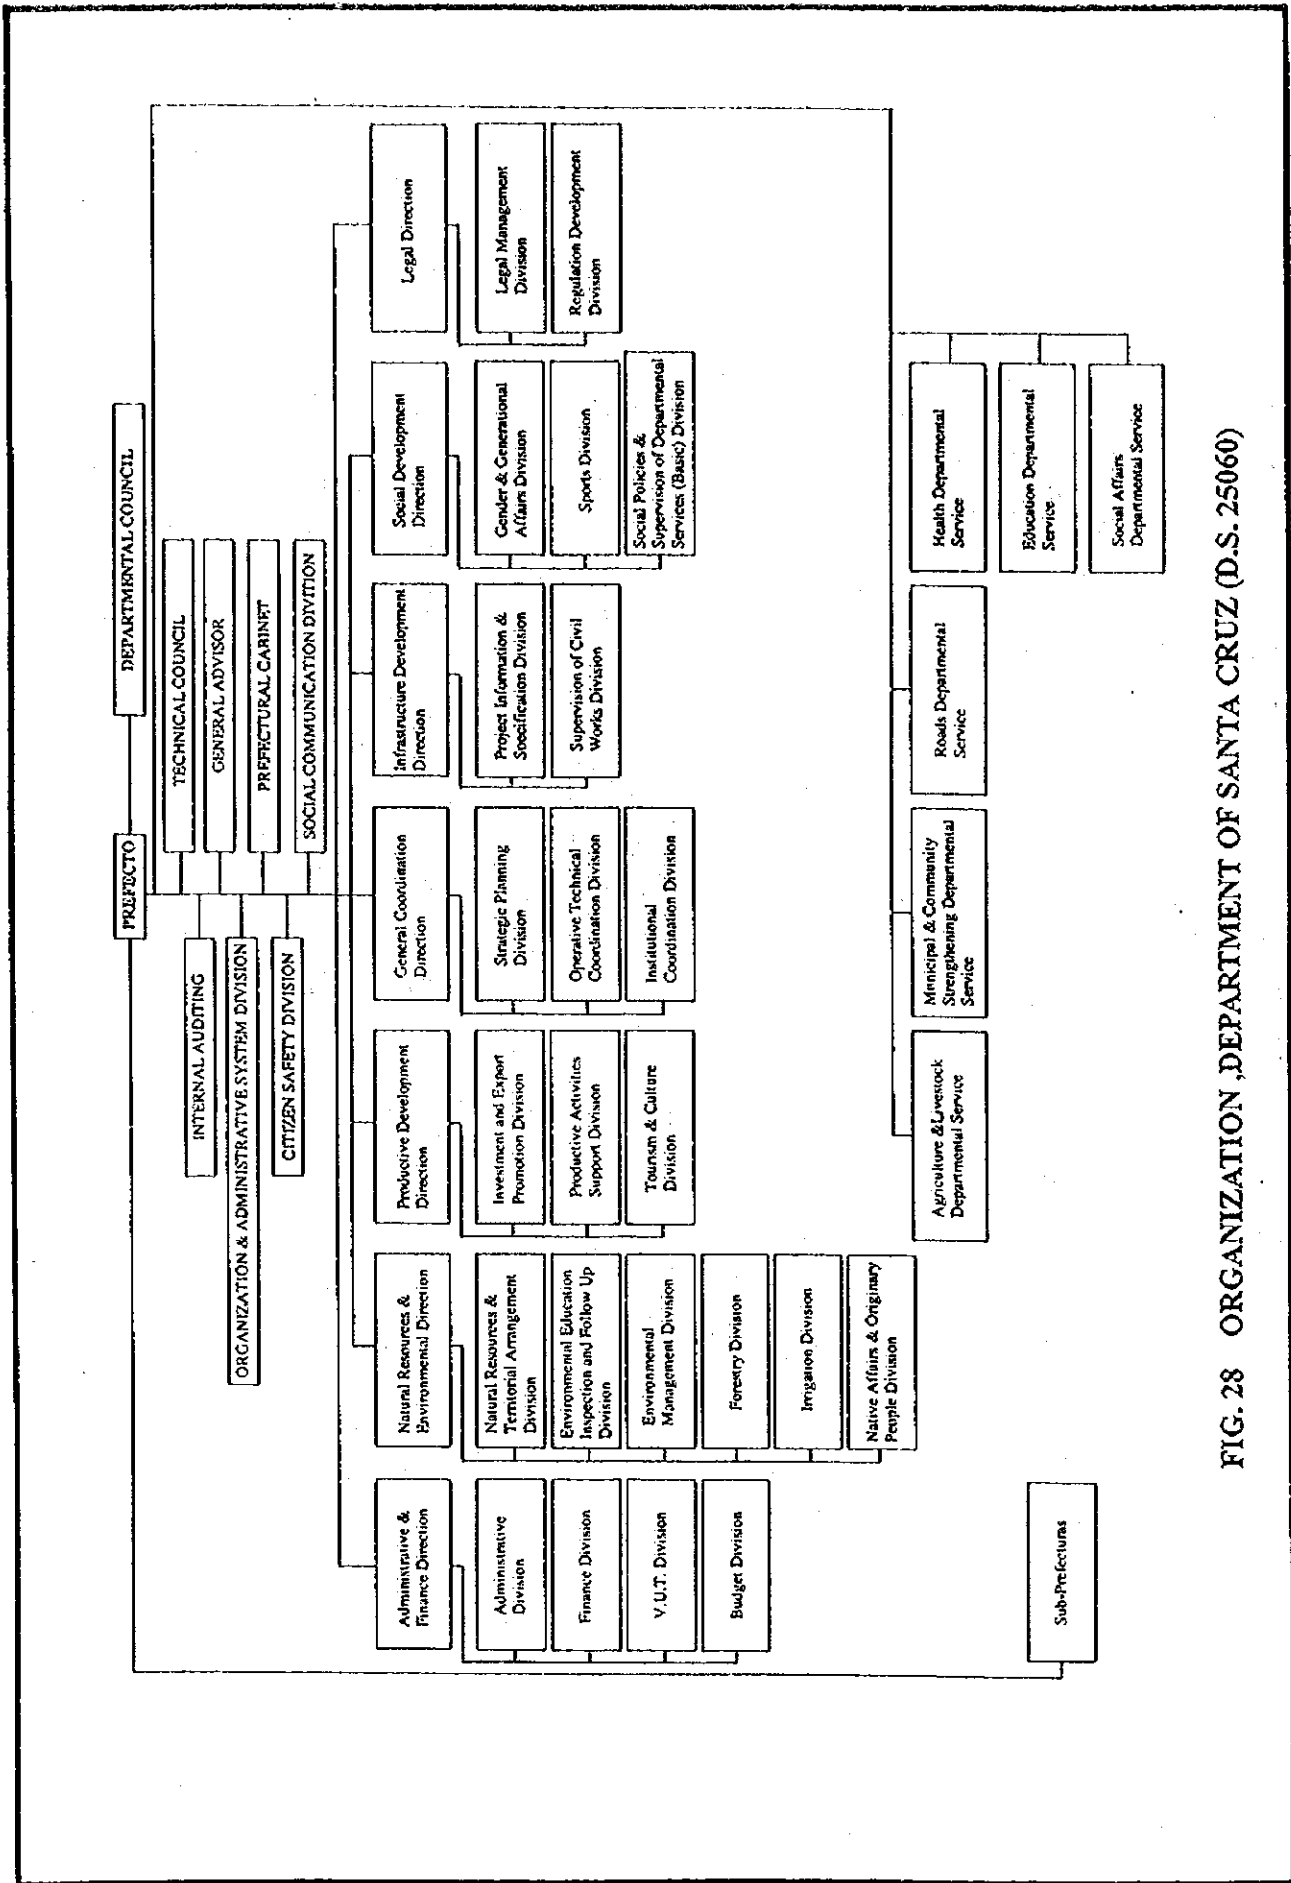 PREFECTO
DEPARTMENTAL COUNCIL
TECHNICAL COUNCIL
GENERAL ADVISOR
PREFECTURAL CABINET
SOCIAL COMMUNICATION DIVITION
INTERNAL AUDITING
ORGANIZATION & ADMINISTRATIVE SYSTEM DIVISION
CITIZEN SAFETY DIVISION
Administrative &
Finance Direction
Administrative
Division
Finance Division
V.U.T. Division
Budget Division
Natural Resources &
Environmental Direction
Natural Resources &
Territorial Arrangement
Division
Environmental Education
Inspection and Follow Up
Division
Environmental
Management Division
Forestry Division
Irrigation Division
Native Affairs & Originary
People Division
Productive Development
Direction
Investment and Export
Promotion Division
Productive Activities
Support Division
Tourism & Culture
Division
General Coordination
Direction
Strategic Planning
Division
Operative Technical
Coordination Division
Institutional
Coordination Division
Infrastructure Development
Direction
Project Information &
Specification Division
Supervision of Civil
Works Division
Social Development
Direction
Gender & Generational
Affairs Division
Sports Division
Social Policies &
Supervision of Departmental
Services (Basic) Division
Legal Direction
Legal Management
Division
Regulation Development
Division
Agriculture &Livestock
Departmental Service
Municipal & Community
Strengthening Departmental
Service
Roads Departmental
Service
Health Departmental
Service
Education Departmental
Service
Social Affairs
Departmental Service
Sub-Prefecturas
FIG. 28 ORGANIZATION ,DEPARTMENT OF SANTA CRUZ (D.S. 25060)